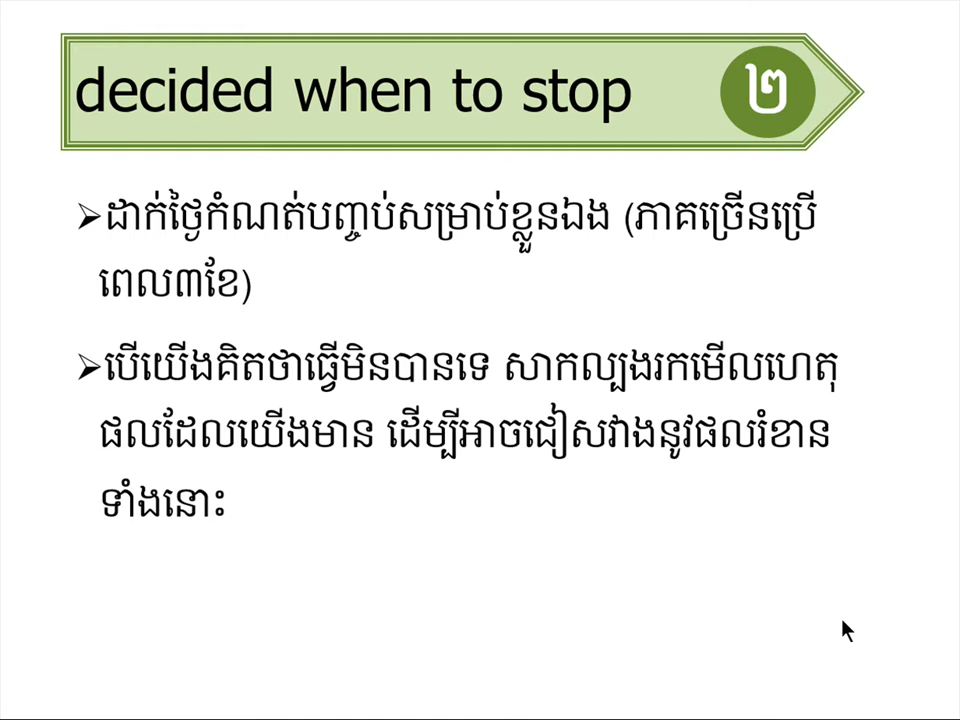 decided when to stop ២
➢ដាក់ថ្ងៃកំណត់បញ្ចប់សម្រាប់ខ្លួនឯង (ភាគច្រើនប្រើ
ពេល៣ខែ)
➢បើយើងគិតថាធ្វើមិនបានទេ សាកល្បងរកមើលហេតុ
ផលដែលយើងមាន ដើម្បីអាចជៀសវាងនូវផលរំខាន
ទាំងនោះ